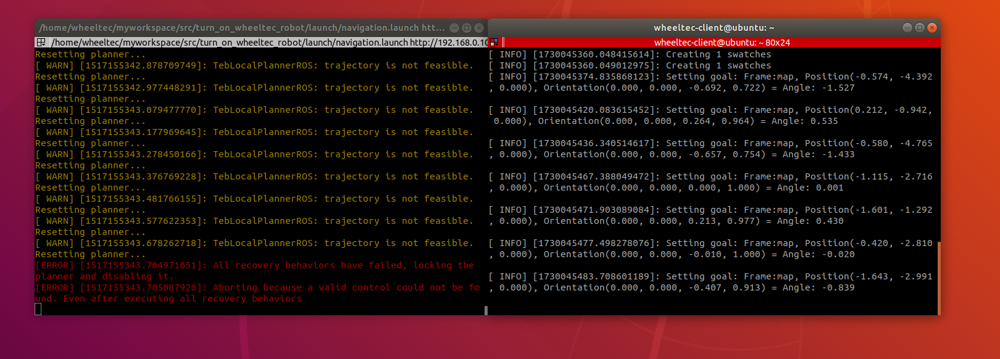 /home/wheeltec/myworkspace/src/turn_on_wheeltec_robot/launch/navigation.launch htt...
/home/wheeltec/myworkspace/src/turn_on_wheeltec_robot/launch/navigation.launch http://192.168.0.10
Resetting planner...
[ WARN] [1517155342.878709749]: TebLocalPlannerROS: trajectory is not feasible.
Resetting planner...
[ WARN] [1517155342.977448291]: TebLocalPlannerROS: trajectory is not feasible.
Resetting planner...
[ WARN] [1517155343.079477770]: TebLocalPlannerROS: trajectory is not feasible.
Resetting planner...
[ WARN] [1517155343.177969645]: TebLocalPlannerROS: trajectory is not feasible.
Resetting planner...
[ WARN] [1517155343.278450166]: TebLocalPlannerROS: trajectory is not feasible.
Resetting planner...
[ WARN] [1517155343.376769228]: TebLocalPlannerROS: trajectory is not feasible.
Resetting planner...
[ WARN] [1517155343.481766155]: TebLocalPlannerROS: trajectory is not feasible.
Resetting planner...
[ WARN] [1517155343.577622353]: TebLocalPlannerROS: trajectory is not feasible.
Resetting planner...
[ WARN] [1517155343.678262718]: TebLocalPlannerROS: trajectory is not feasible.
Resetting planner...
[ERROR] [1517155343.704971051]: All recovery behaviors have failed, locking the
planner and disabling it.
[ERROR] [1517155343.705087926]: Aborting because a valid control could not be fo
und. Even after executing all recovery behaviors
wheeltec-client@ubuntu: ~
wheeltec-client@ubuntu: ~ 80x24
[ INFO] [1730045360.048415614]: Creating 1 swatches
[ INFO] [1730045360.049012975]: Creating 1 swatches
[ INFO] [1730045374.835868123]: Setting goal: Frame:map, Position(-0.574, -4.392
, 0.000), Orientation(0.000, 0.000, -0.692, 0.722) = Angle: -1.527
[ INFO] [1730045420.083615452]: Setting goal: Frame:map, Position(0.212, -0.942,
 0.000), Orientation(0.000, 0.000, 0.264, 0.964) = Angle: 0.535
[ INFO] [1730045436.340514617]: Setting goal: Frame:map, Position(-0.580, -4.765
, 0.000), Orientation(0.000, 0.000, -0.657, 0.754) = Angle: -1.433
[ INFO] [1730045467.388049472]: Setting goal: Frame:map, Position(-1.115, -2.716
, 0.000), Orientation(0.000, 0.000, 0.000, 1.000) = Angle: 0.001
[ INFO] [1730045471.903089084]: Setting goal: Frame:map, Position(-1.601, -1.292
, 0.000), Orientation(0.000, 0.000, 0.213, 0.977) = Angle: 0.430
[ INFO] [1730045477.498278076]: Setting goal: Frame:map, Position(-0.420, -2.810
, 0.000), Orientation(0.000, 0.000, -0.010, 1.000) = Angle: -0.020
[ INFO] [1730045483.708601189]: Setting goal: Frame:map, Position(-1.643, -2.991
, 0.000), Orientation(0.000, 0.000, -0.407, 0.913) = Angle: -0.839